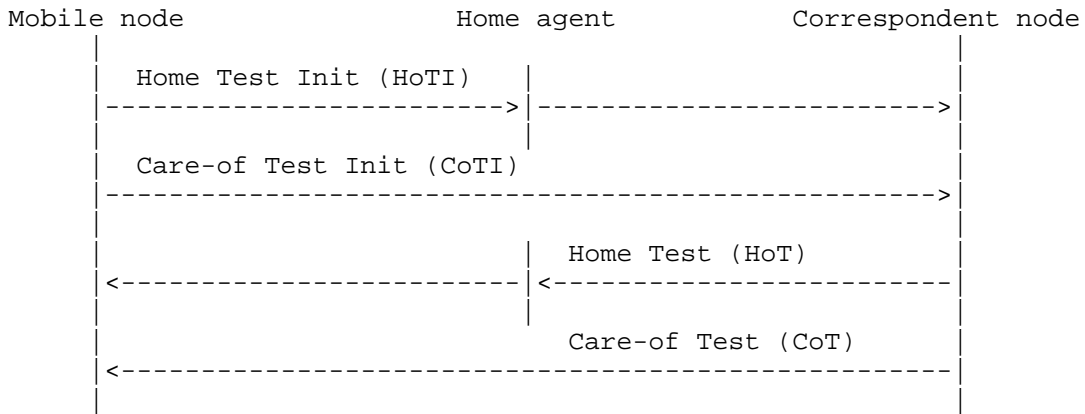 Mobile node Home agent Correspondent node
Home Test Init (HoTI)
Care-of Test Init (CoTI)
Home Test (HoT)
Care-of Test (CoT)